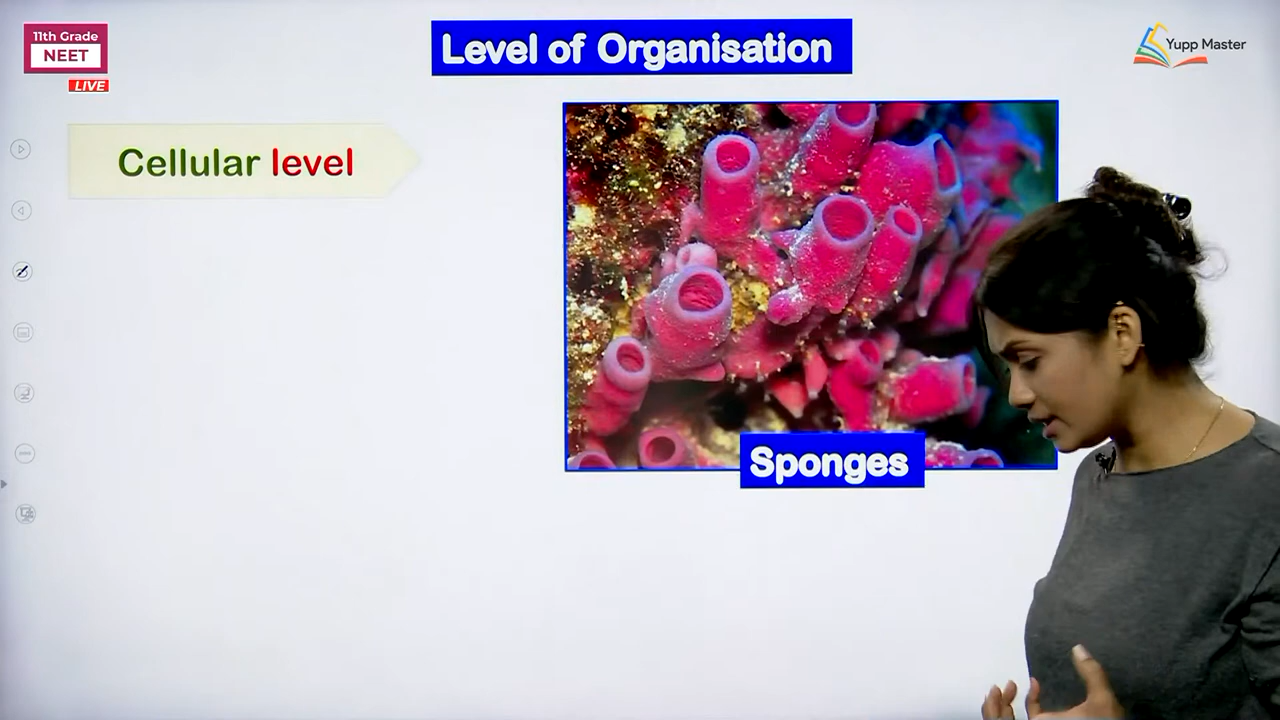 11th Grade
NEET
LIVE
Level of Organisation
Yupp Master
Cellular level
Sponges